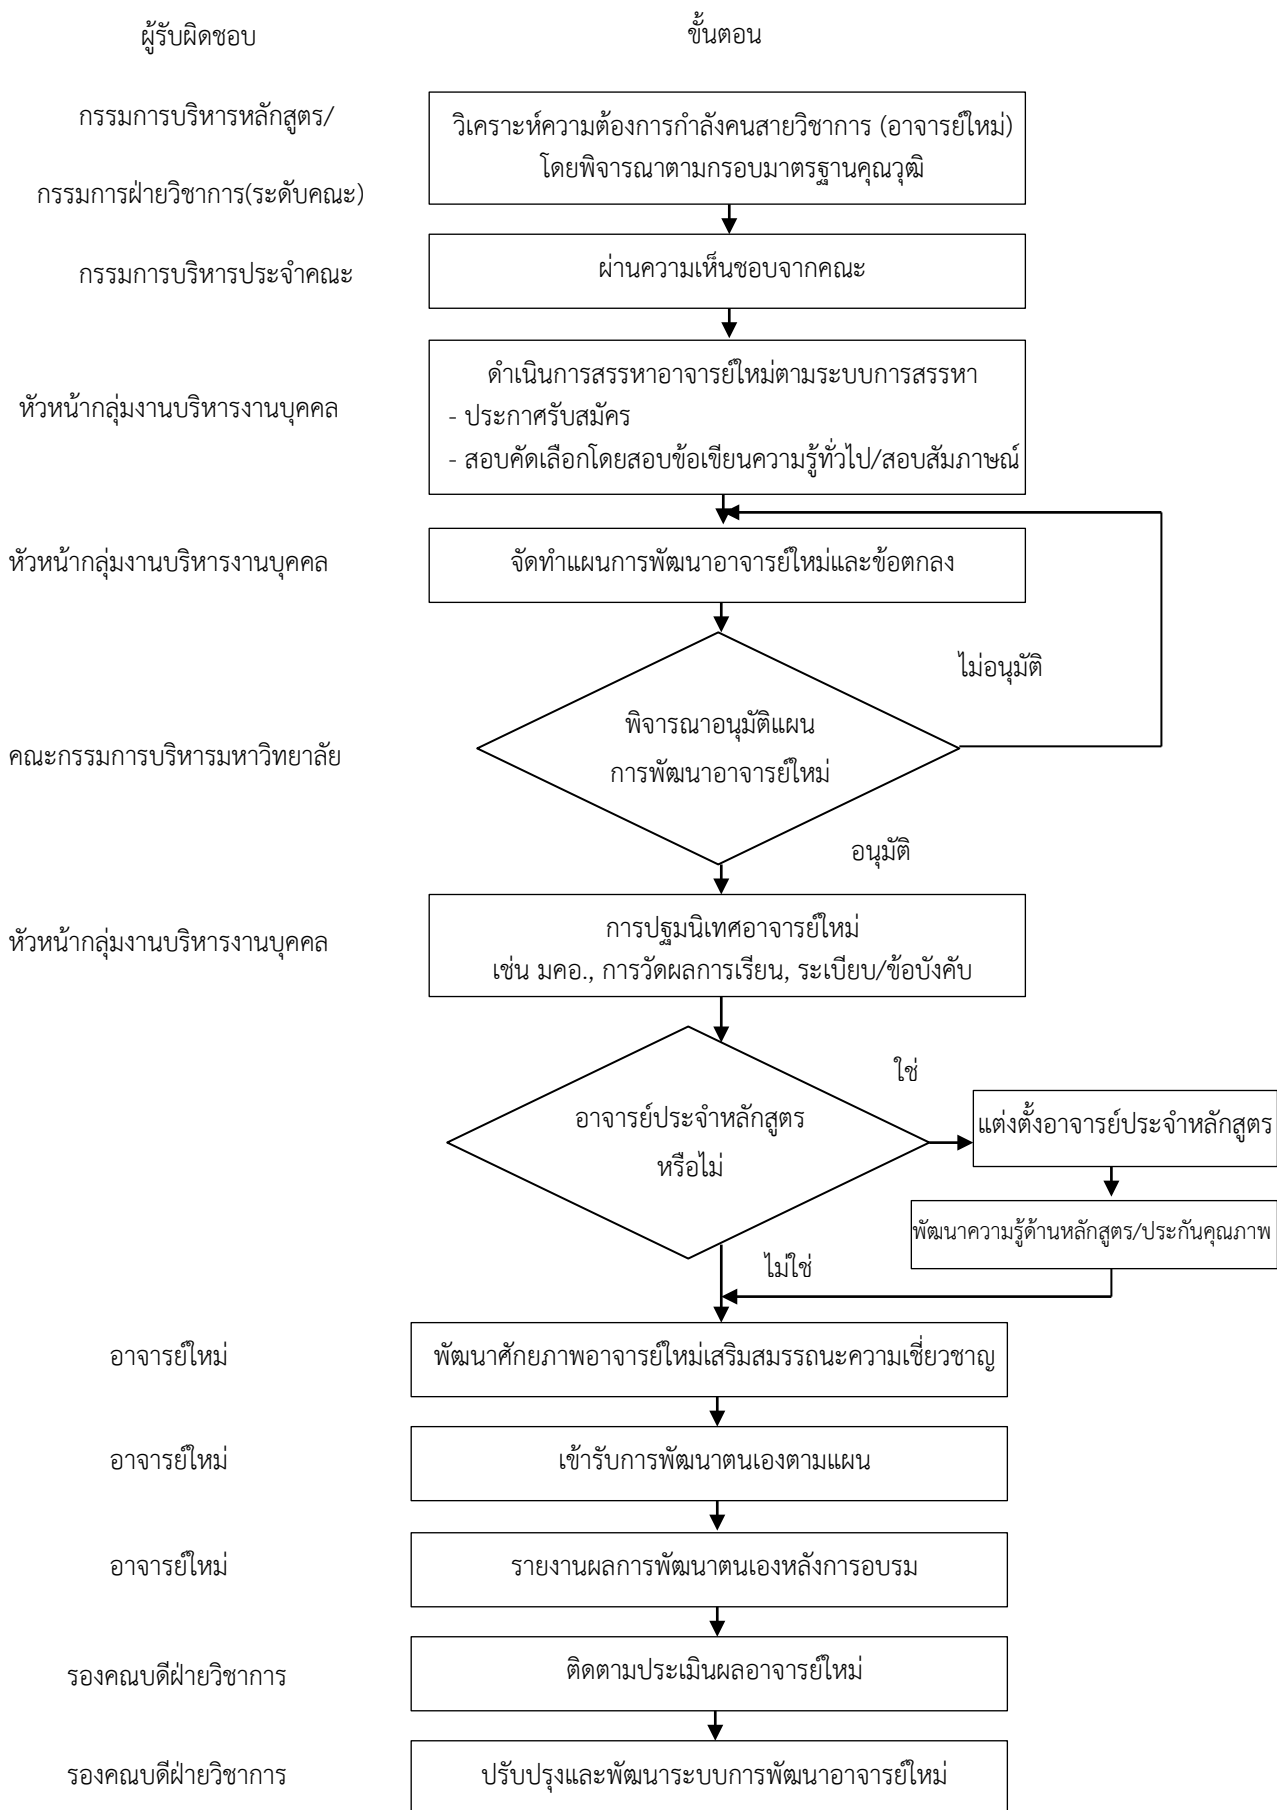 ผู้รับผิดชอบ
ขั้นตอน
กรรมการบริหารหลักสูตร/
กรรมการฝ่ายวิชาการ(ระดับคณะ)
วิเคราะห์ความต้องการกำลังคนสายวิชาการ (อาจารย์ใหม่)
โดยพิจารณาตามกรอบมาตรฐานคุณวุฒิ
กรรมการบริหารประจำคณะ
ผ่านความเห็นชอบจากคณะ
หัวหน้ากลุ่มงานบริหารงานบุคคล
ดำเนินการสรรหาอาจารย์ใหม่ตามระบบการสรรหา
- ประกาศรับสมัคร
- สอบคัดเลือกโดยสอบข้อเขียนความรู้ทั่วไป/สอบสัมภาษณ์
หัวหน้ากลุ่มงานบริหารงานบุคคล
จัดทำแผนการพัฒนาอาจารย์ใหม่และข้อตกลง
ไม่อนุมัติ
คณะกรรมการบริหารมหาวิทยาลัย
พิจารณาอนุมัติแผน
การพัฒนาอาจารย์ใหม่
อนุมัติ
หัวหน้ากลุ่มงานบริหารงานบุคคล
การปฐมนิเทศอาจารย์ใหม่
เช่น มคอ., การวัดผลการเรียน, ระเบียบ/ข้อบังคับ
ใช่
อาจารย์ประจำหลักสูตร
หรือไม่
แต่งตั้งอาจารย์ประจำหลักสูตร
พัฒนาความรู้ด้านหลักสูตร/ประกันคุณภาพ
ไม่ใช่
อาจารย์ใหม่
พัฒนาศักยภาพอาจารย์ใหม่เสริมสมรรถนะความเชี่ยวชาญ
อาจารย์ใหม่
เข้ารับการพัฒนาตนเองตามแผน
อาจารย์ใหม่
รายงานผลการพัฒนาตนเองหลังการอบรม
รองคณบดีฝ่ายวิชาการ
ติดตามประเมินผลอาจารย์ใหม่
รองคณบดีฝ่ายวิชาการ
ปรับปรุงและพัฒนาระบบการพัฒนาอาจารย์ใหม่